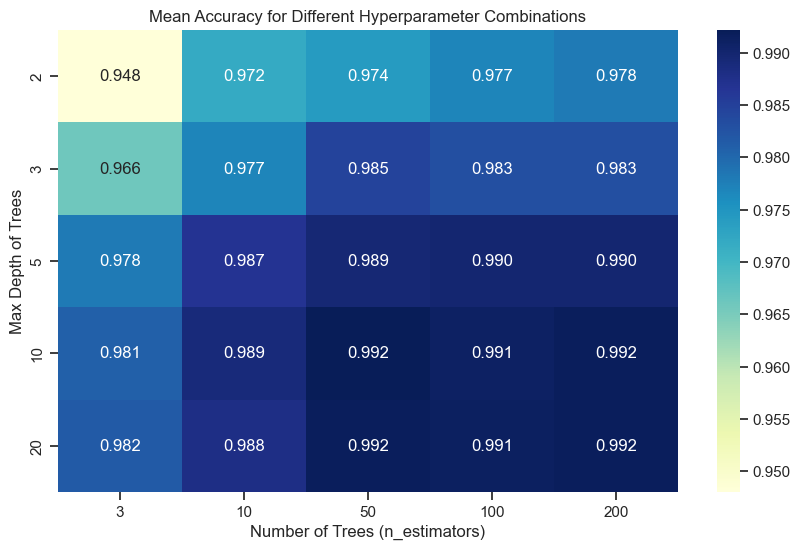 Mean Accuracy for Different Hyperparameter Combinations
Max Depth of Trees
2 0.948 0.972 0.974 0.977 0.978
3 0.966 0.977 0.985 0.983 0.983
5 0.978 0.987 0.989 0.990 0.990
10 0.981 0.989 0.992 0.991 0.992
20 0.982 0.988 0.992 0.991 0.992
3 10 50 100 200
Number of Trees (n_estimators)
0.990
0.985
0.980
0.975
0.970
0.965
0.960
0.955
0.950